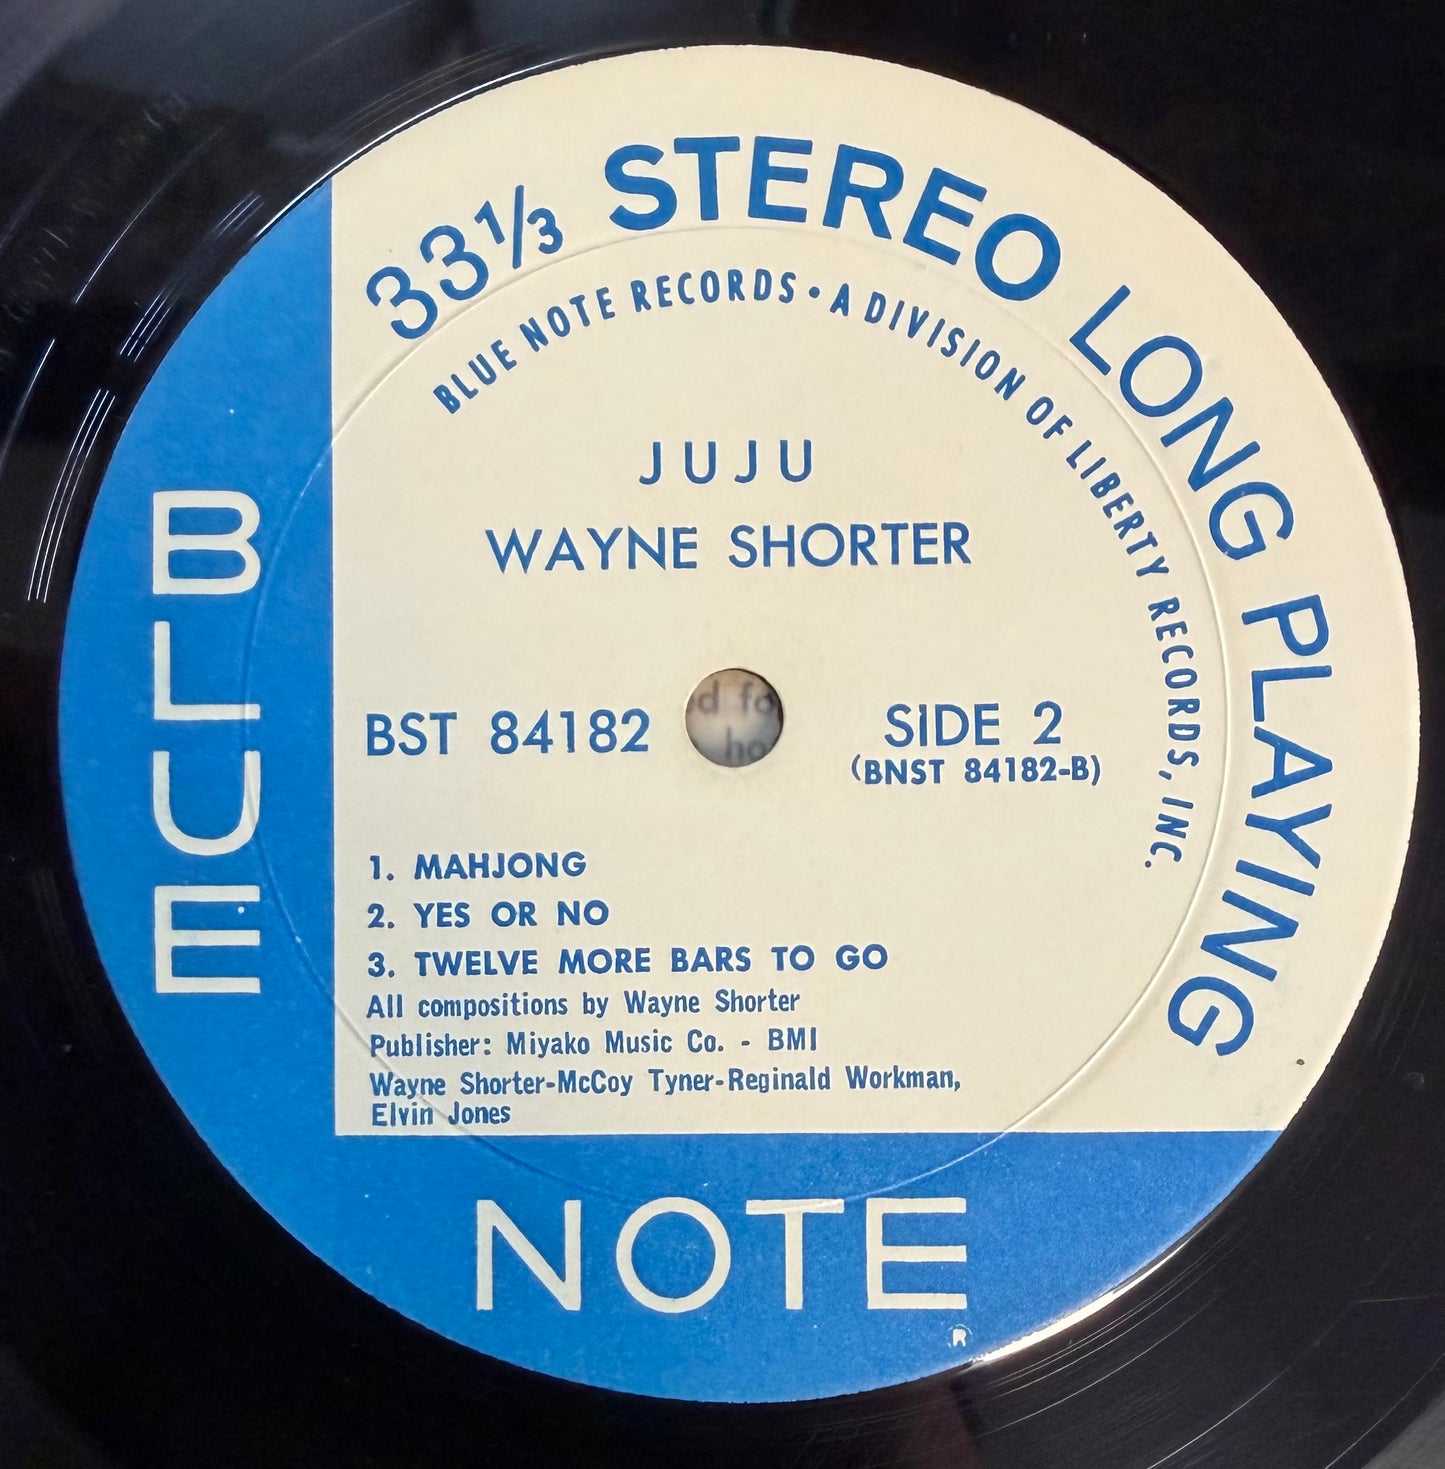 33⅓ STEREO LONG PLAYING
BLUE NOTE RECORDS • A DIVISION OF LIBERTY RECORDS, INC.
JUJU
WAYNE SHORTER
BST 84182
SIDE 2
(BNST 84182-B)
1. MAHJONG
2. YES OR NO
3. TWELVE MORE BARS TO GO
All compositions by Wayne Shorter
Publisher: Miyako Music Co. - BMI
Wayne Shorter-McCoy Tyner-Reginald Workman,
Elvin Jones
BLUE
NOTE
®